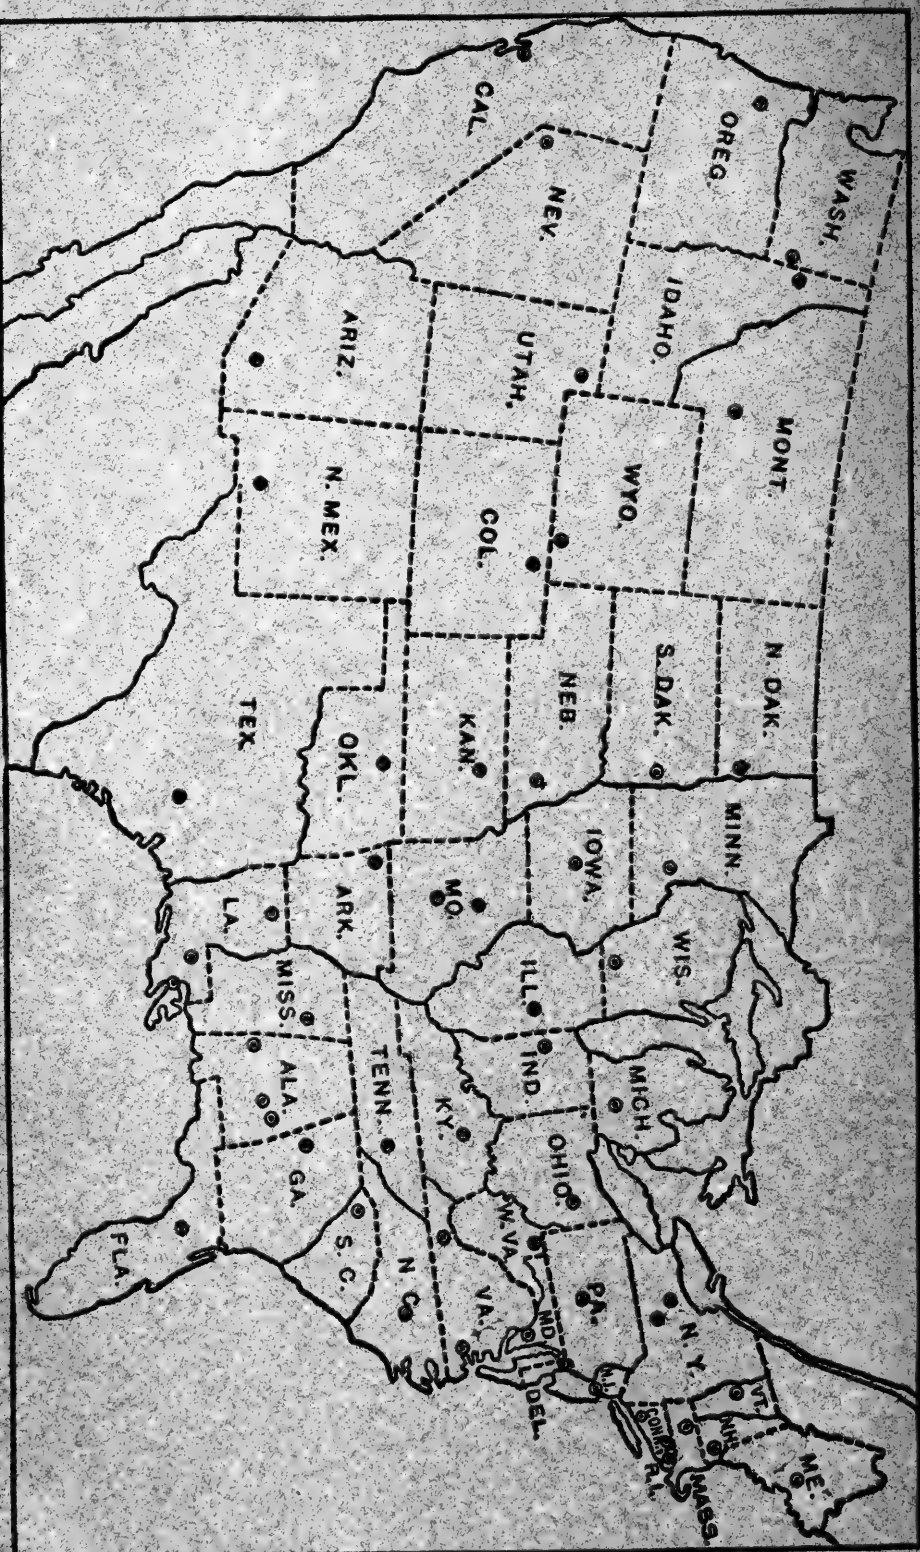 WASH.
OREG.
CAL.
NEV.
IDAHO.
MONT.
WYO.
UTAH.
ARIZ.
COL.
N. MEX.
N. DAK.
S. DAK.
NEB
KAN.
OKL.
TEX.
MINN.
IOWA.
MO.
ARK.
LA.
WIS.
ILL.
MISS.
MICH.
IND.
KY.
TENN.
ALA.
OHIO.
GA.
W. VA.
VA.
N C.
S. C.
FLA.
PA.
MD.
DEL.
N. Y.
N.J.
CONN.
R.I.
MASS.
VT.
N.H.
ME.